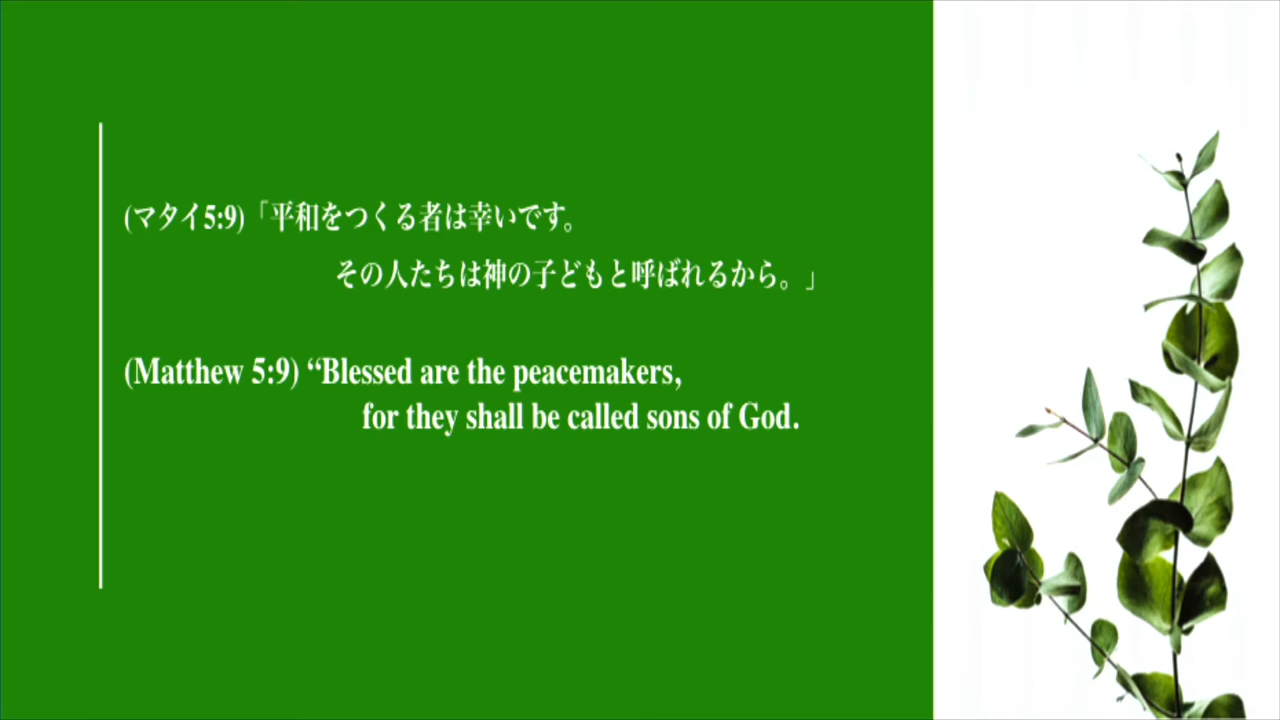 (マタイ5:9)「平和をつくる者は幸いです。
その人たちは神の子どもと呼ばれるから。」
(Matthew 5:9) “Blessed are the peacemakers,
for they shall be called sons of God.